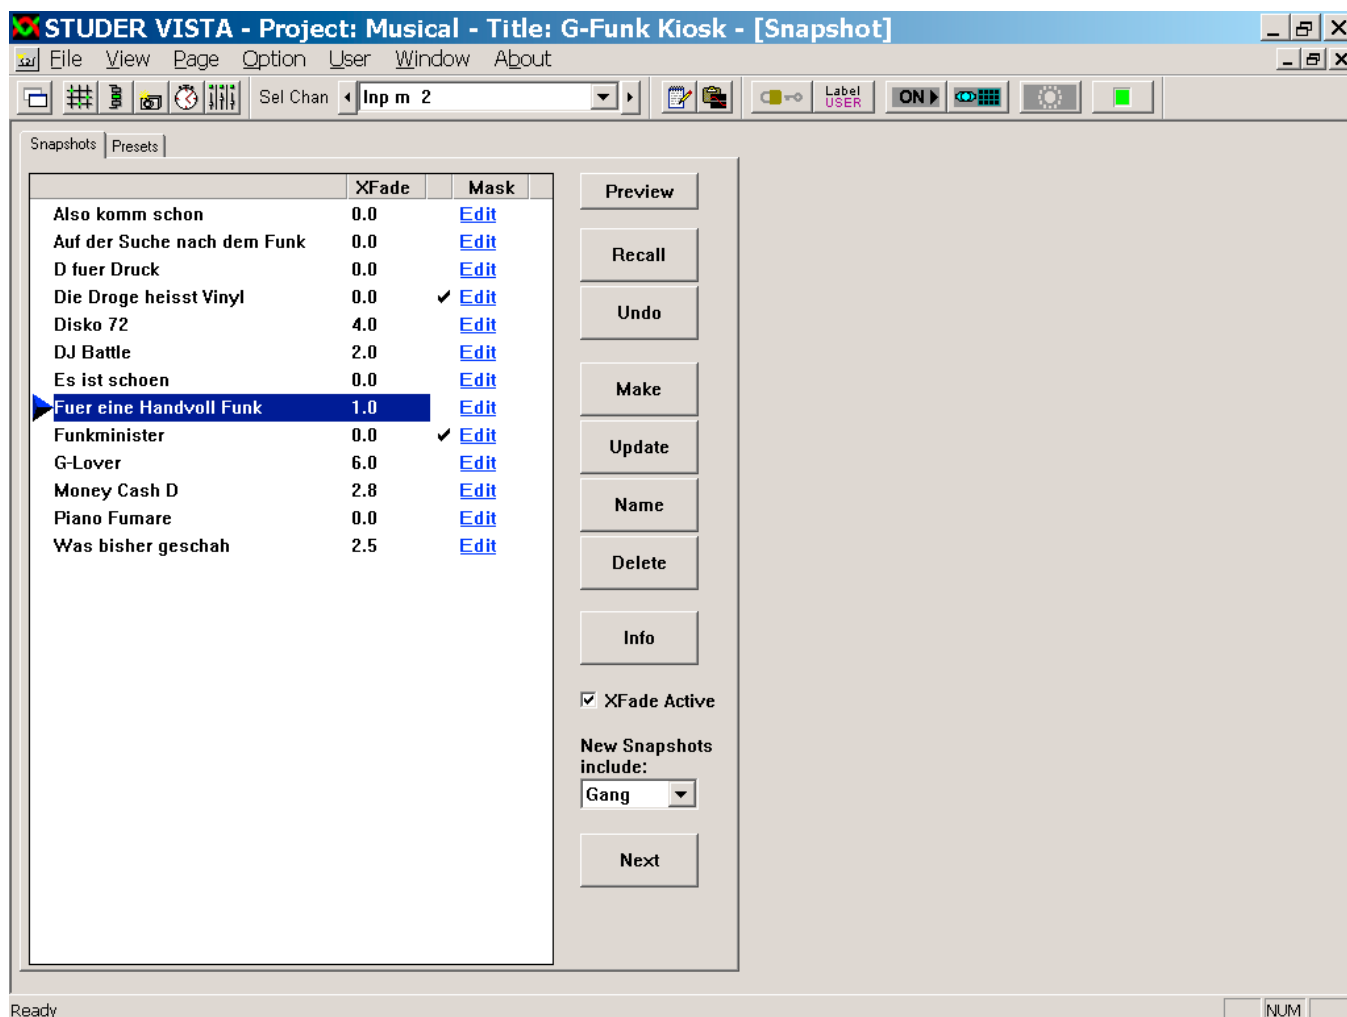 STUDER VISTA - Project: Musical - Title: G-Funk Kiosk - [Snapshot]
File View Page Option User Window About
Sel Chan Inp m 2 Label USER ON
Snapshots Presets
XFade Mask
Also komm schon 0.0 Edit
Auf der Suche nach dem Funk 0.0 Edit
D fuer Druck 0.0 Edit
Die Droge heisst Vinyl 0.0 Edit
Disko 72 4.0 Edit
DJ Battle 2.0 Edit
Es ist schoen 0.0 Edit
Fuer eine Handvoll Funk 1.0 Edit
Funkminister 0.0 Edit
G-Lover 6.0 Edit
Money Cash D 2.8 Edit
Piano Fumare 0.0 Edit
Was bisher geschah 2.5 Edit
Preview
Recall
Undo
Make
Update
Name
Delete
Info
XFade Active
New Snapshots
include:
Gang
Next
Ready NUM